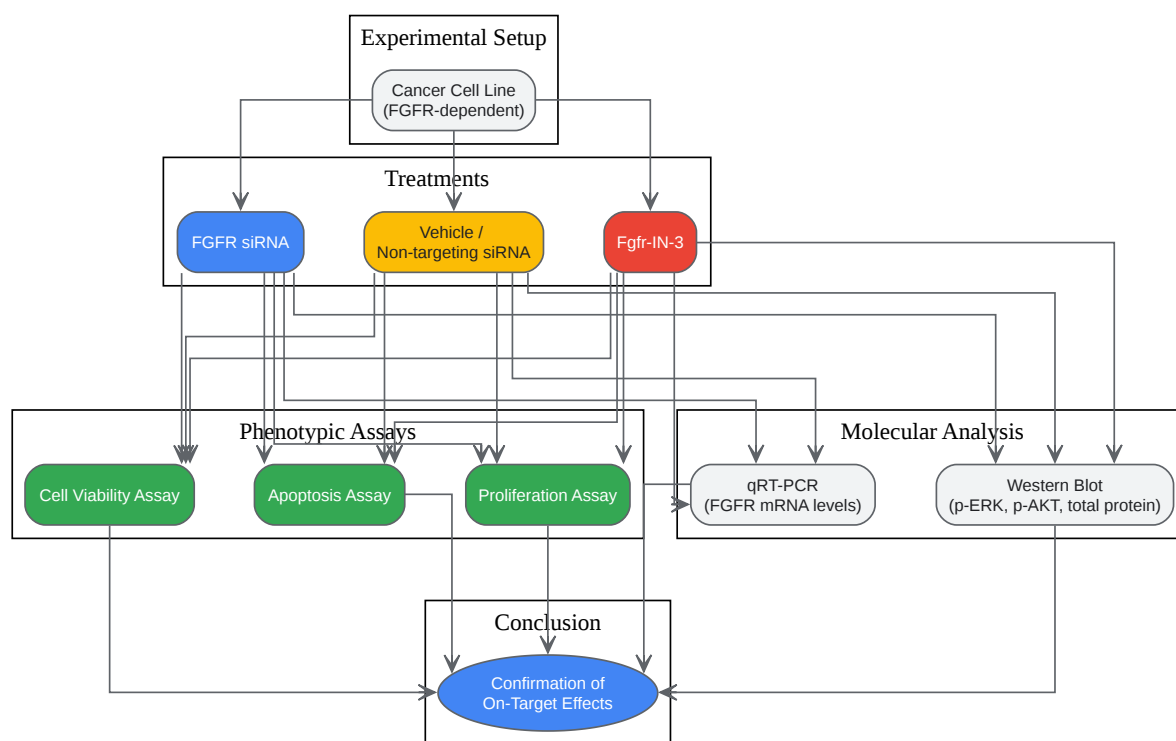 Experimental Setup
Cancer Cell Line
(FGFR-dependent)
Treatments
FGFR siRNA
Vehicle /
Non-targeting siRNA
Fgfr-IN-3
Phenotypic Assays
Cell Viability Assay
Apoptosis Assay
Proliferation Assay
Molecular Analysis
qRT-PCR
(FGFR mRNA levels)
Western Blot
(p-ERK, p-AKT, total protein)
Conclusion
Confirmation of
On-Target Effects